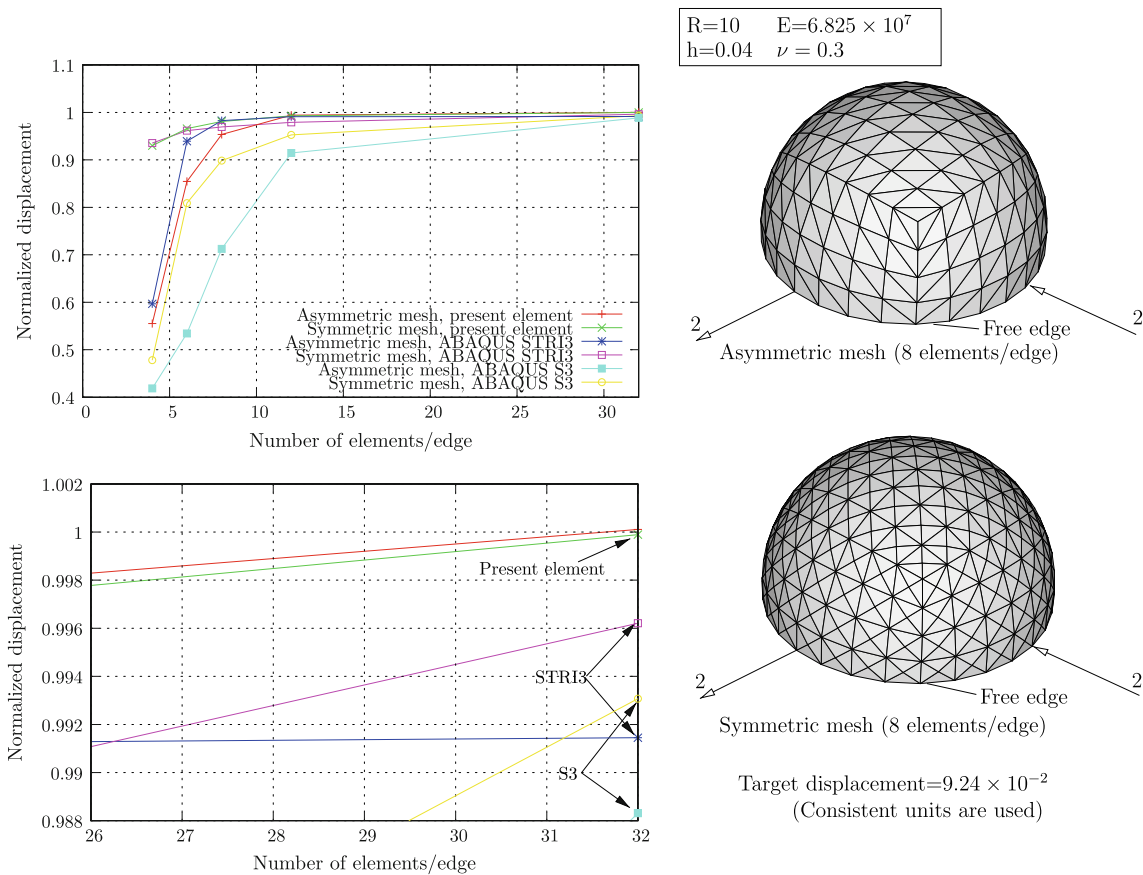 R=10 E=6.825 × 10⁷
h=0.04 ν = 0.3
1.1
1
0.9
0.8
0.7
0.6
0.5
0.4
Normalized displacement
Asymmetric mesh, present element
Symmetric mesh, present element
Asymmetric mesh, ABAQUS STRI3
Symmetric mesh, ABAQUS STRI3
Asymmetric mesh, ABAQUS S3
Symmetric mesh, ABAQUS S3
0 5 10 15 20 25 30
Number of elements/edge
2
2
Free edge
Asymmetric mesh (8 elements/edge)
1.002
1
0.998
0.996
0.994
0.992
0.99
0.988
Normalized displacement
Present element
STRI3
S3
26 27 28 29 30 31 32
Number of elements/edge
2
2
Free edge
Symmetric mesh (8 elements/edge)
Target displacement=9.24 × 10⁻²
(Consistent units are used)